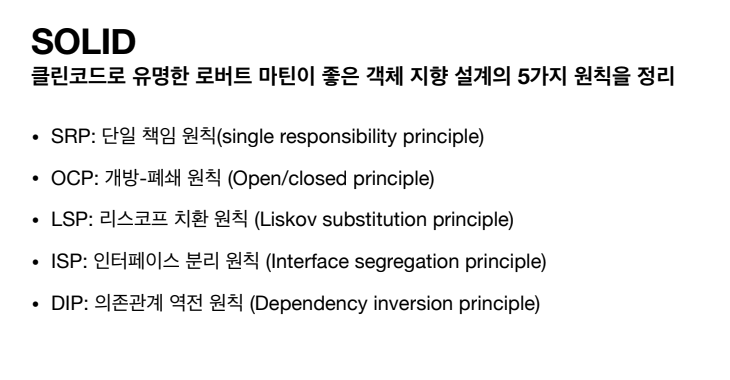 SOLID
클린코드로 유명한 로버트 마틴이 좋은 객체 지향 설계의 5가지 원칙을 정리
• SRP: 단일 책임 원칙(single responsibility principle)
• OCP: 개방-폐쇄 원칙 (Open/closed principle)
• LSP: 리스코프 치환 원칙 (Liskov substitution principle)
• ISP: 인터페이스 분리 원칙 (Interface segregation principle)
• DIP: 의존관계 역전 원칙 (Dependency inversion principle)